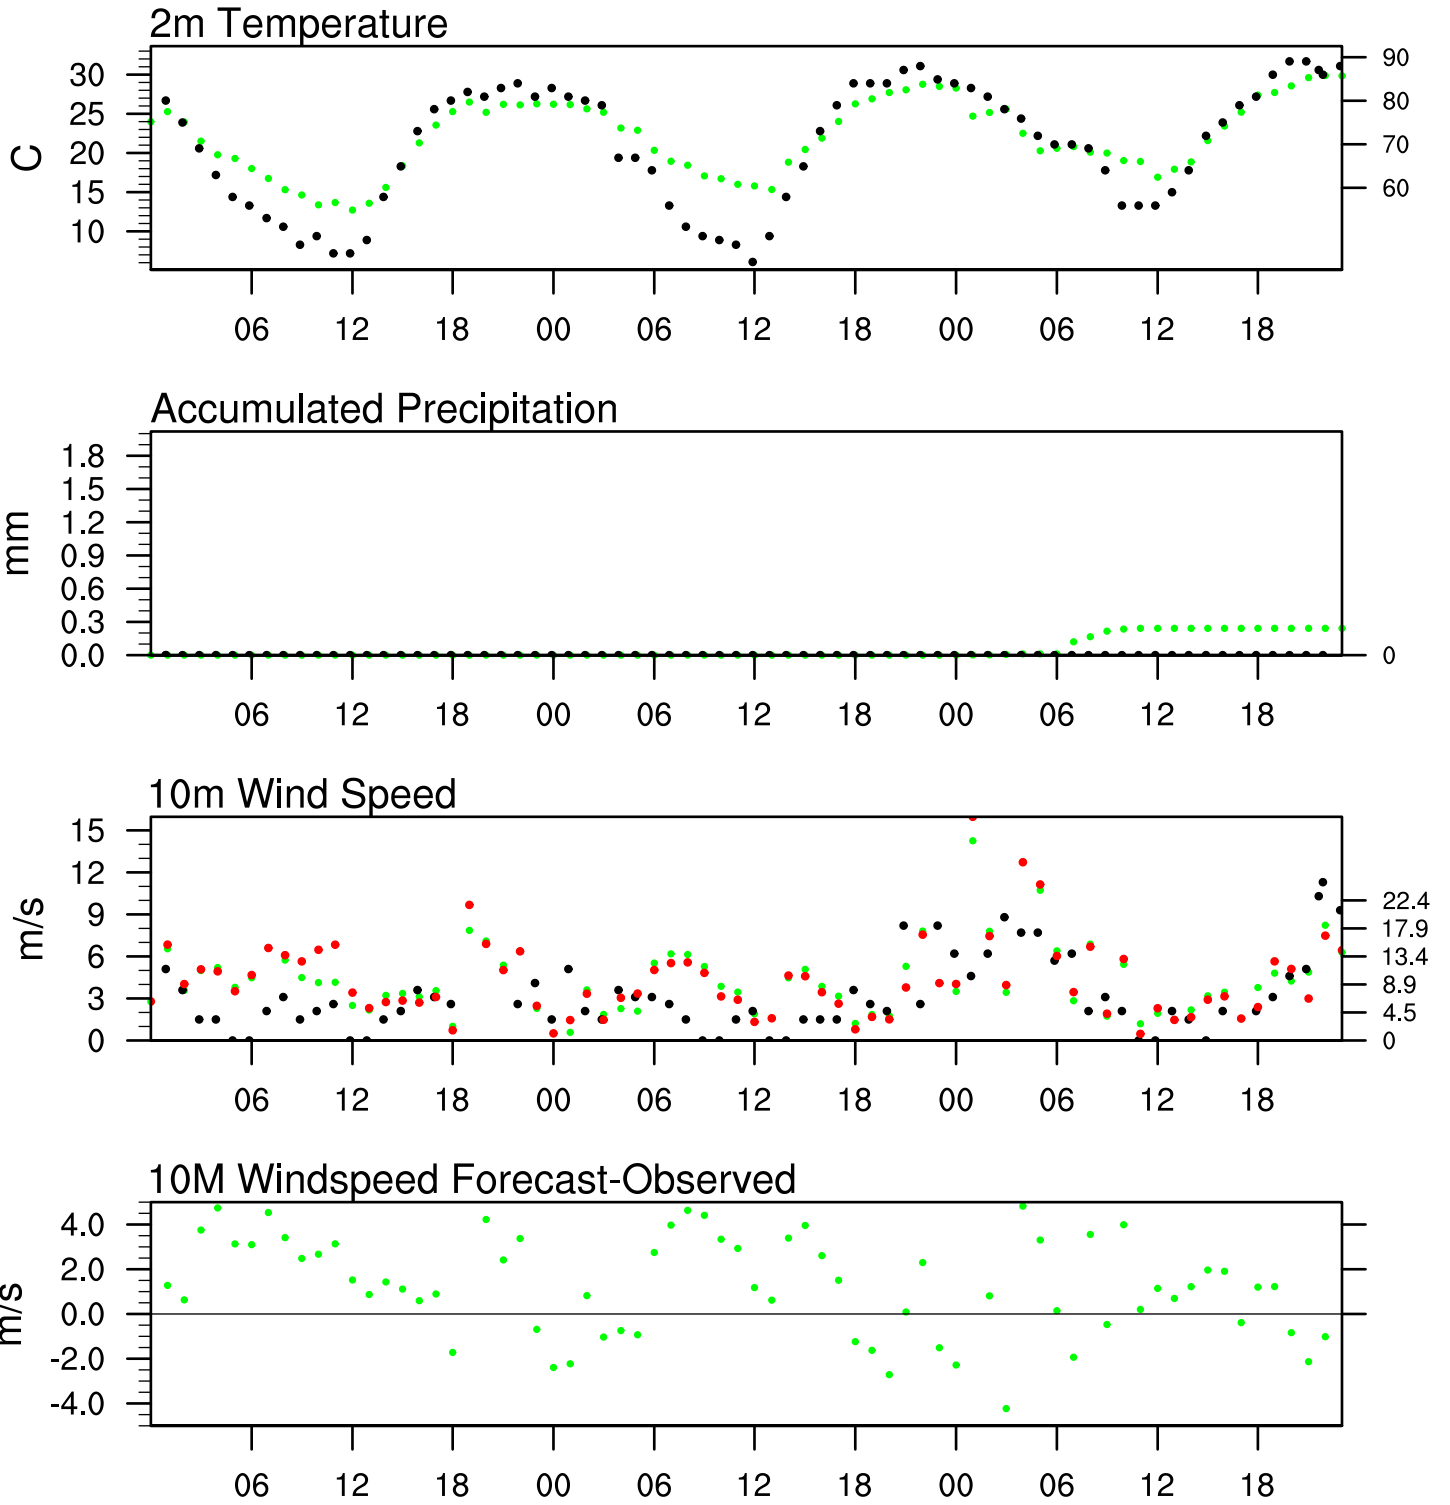 2m Temperature
30
25
20
15
10
C
90
80
70
60
06 12 18 00 06 12 18 00 06 12 18
Accumulated Precipitation
1.8
1.5
1.2
0.9
0.6
0.3
0.0
mm
0
06 12 18 00 06 12 18 00 06 12 18
10m Wind Speed
15
12
9
6
3
0
m/s
22.4
17.9
13.4
8.9
4.5
0
06 12 18 00 06 12 18 00 06 12 18
10M Windspeed Forecast-Observed
4.0
2.0
0.0
-2.0
-4.0
m/s
06 12 18 00 06 12 18 00 06 12 18